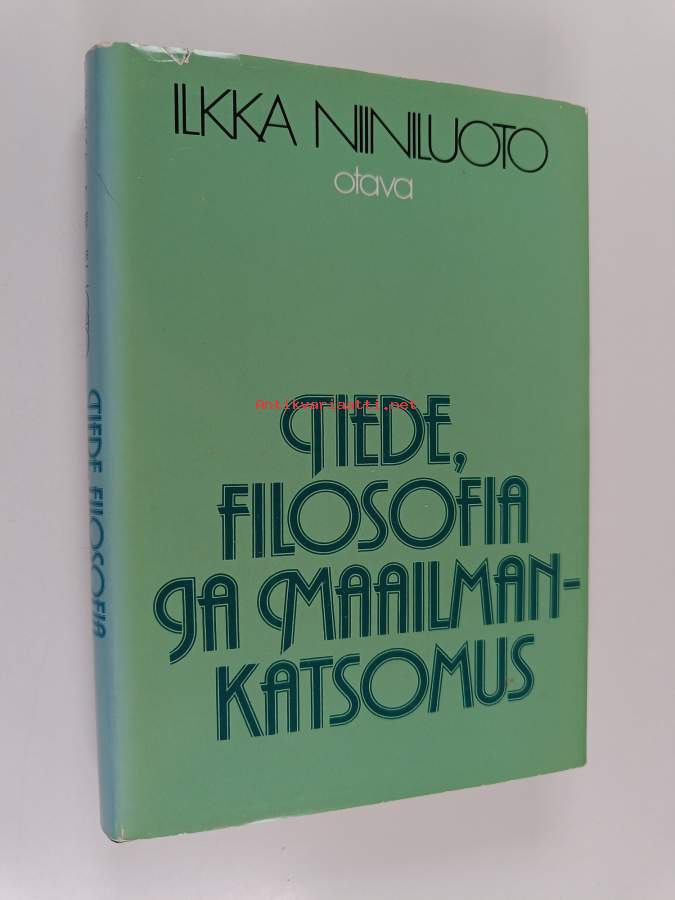 ILKKA NIINILUOTO
otava
Antikvariaatti.net
TIEDE,
FILOSOFIA
JA MAAILMAN-
KATSOMUS
TIEDE FILOSOFIA